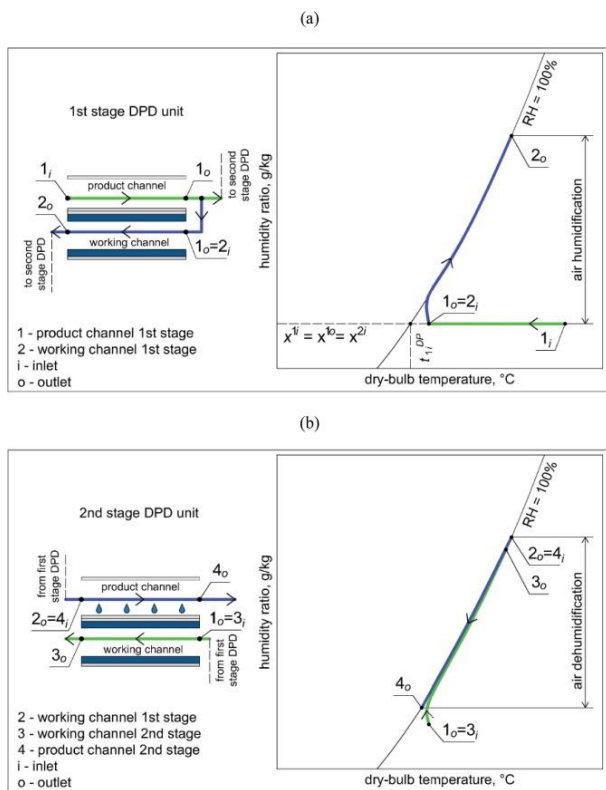 (a)
1st stage DPD unit
1i
product channel
1o
to second
stage DPD
2o
working channel
1o=2i
to second
stage DPD
1 - product channel 1st stage
2 - working channel 1st stage
i - inlet
o - outlet
humidity ratio, g/kg
RH = 100%
2o
air humidification
1o=2i
x1i = x1o = x2i
t1iDP
1i
dry-bulb temperature, °C
(b)
2nd stage DPD unit
from first
stage DPD
product channel
4o
2o=4i
1o=3i
working channel
3o
from first
stage DPD
2 - working channel 1st stage
3 - working channel 2nd stage
4 - product channel 2nd stage
i - inlet
o - outlet
humidity ratio, g/kg
RH = 100%
2o=4i
3o
air dehumidification
4o
1o=3i
dry-bulb temperature, °C